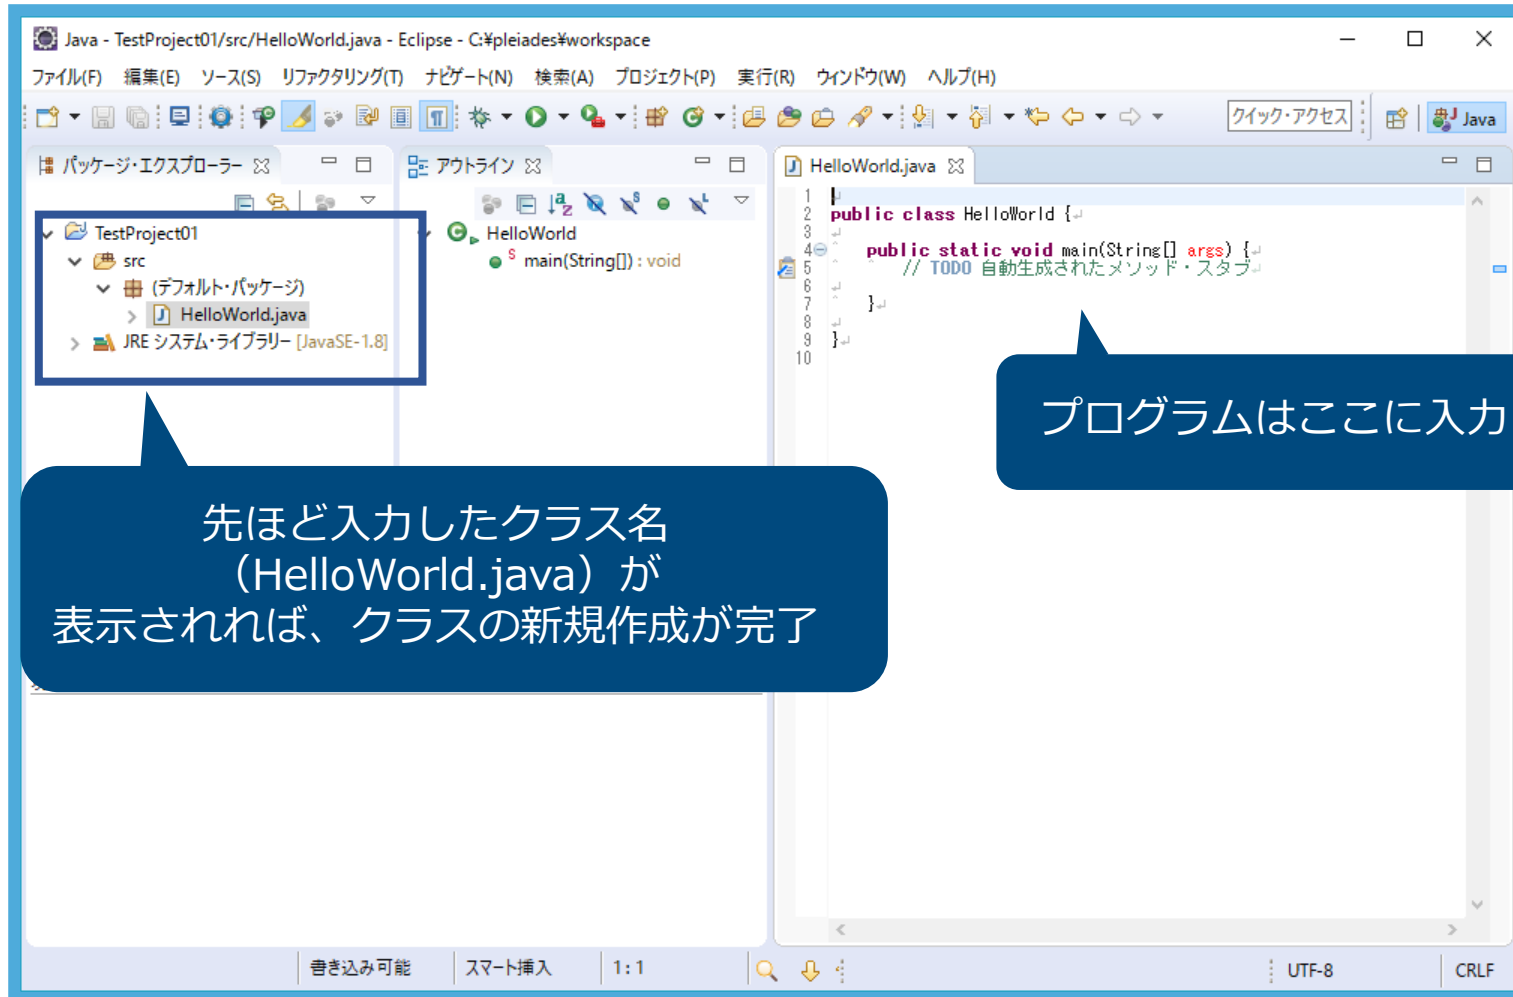 Java - TestProject01/src/HelloWorld.java - Eclipse - C:¥pleiades¥workspace
ファイル(F) 編集(E) ソース(S) リファクタリング(T) ナビゲート(N) 検索(A) プロジェクト(P) 実行(R) ウィンドウ(W) ヘルプ(H)
クイック・アクセス
Java
パッケージ・エクスプローラー
TestProject01
src
(デフォルト・パッケージ)
HelloWorld.java
JRE システム・ライブラリー [JavaSE-1.8]
アウトライン
HelloWorld
main(String[]) : void
HelloWorld.java
1
2 public class HelloWorld {
3
4 public static void main(String[] args) {
5 // TODO 自動生成されたメソッド・スタブ
6
7 }
8
9 }
10
プログラムはここに入力
先ほど入力したクラス名
（HelloWorld.java）が
表示されれば、クラスの新規作成が完了
書き込み可能 スマート挿入 1 : 1 UTF-8 CRLF